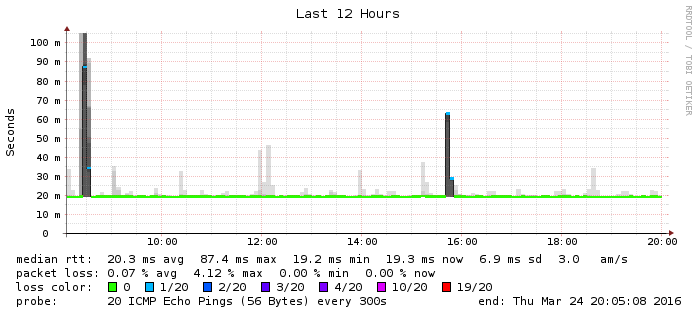 Last 12 Hours
RRDTOOL / TOBI OETIKER
Seconds
100 m
90 m
80 m
70 m
60 m
50 m
40 m
30 m
20 m
10 m
0
10:00 12:00 14:00 16:00 18:00 20:00
median rtt: 20.3 ms avg 87.4 ms max 19.2 ms min 19.3 ms now 6.9 ms sd 3.0 am/s
packet loss: 0.07 % avg 4.12 % max 0.00 % min 0.00 % now
loss color: 0 1/20 2/20 3/20 4/20 10/20 19/20
probe: 20 ICMP Echo Pings (56 Bytes) every 300s end: Thu Mar 24 20:05:08 2016